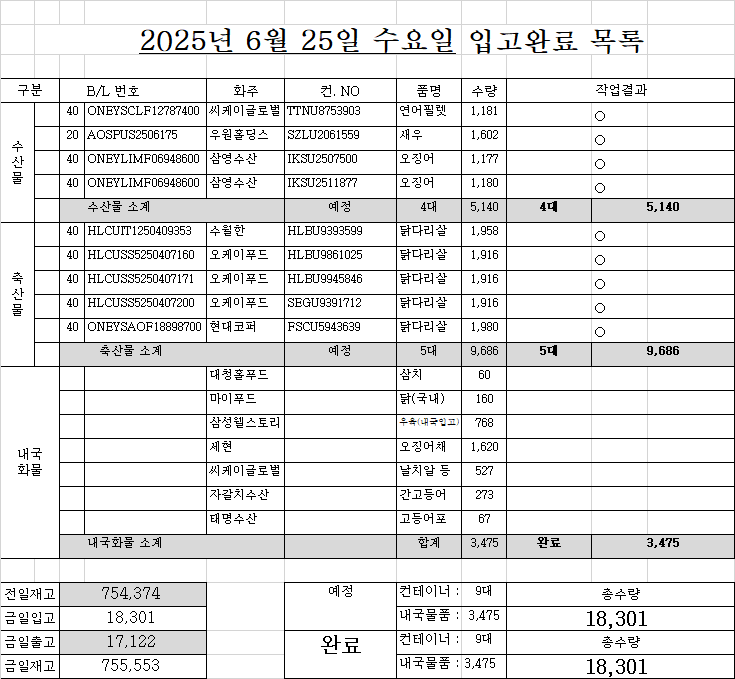 2025년 6월 25일 수요일 입고완료 목록
구분 B/L 번호 화주 컨. NO 품명 수량 작업결과
수산물
40 ONEYSCLF12787400 씨케이글로벌 TTNU8753903 연어필렛 1,181 ○
20 AOSPUS2506175 우원홀딩스 SZLU2061559 새우 1,602 ○
40 ONEYLIMF06948600 삼영수산 IKSU2507500 오징어 1,177 ○
40 ONEYLIMF06948600 삼영수산 IKSU2511877 오징어 1,180 ○
수산물 소계 예정 4대 5,140 4대 5,140
축산물
40 HLCUIT1250409353 수월한 HLBU9393599 닭다리살 1,958 ○
40 HLCUSS5250407160 오케이푸드 HLBU9861025 닭다리살 1,916 ○
40 HLCUSS5250407171 오케이푸드 HLBU9945846 닭다리살 1,916 ○
40 HLCUSS5250407200 오케이푸드 SEGU9391712 닭다리살 1,916 ○
40 ONEYSAOF18898700 현대코퍼 FSCU5943639 닭다리살 1,980 ○
축산물 소계 예정 5대 9,686 5대 9,686
내국화물
대청홀푸드 삼치 60
마이푸드 닭(국내) 160
삼성웰스토리 우육(내국입고) 768
세현 오징어채 1,620
씨케이글로벌 날치알 등 527
자갈치수산 간고등어 273
태명수산 고등어포 67
내국화물 소계 합계 3,475 완료 3,475
전일재고 754,374 예정 컨테이너 : 9대 총수량
금일입고 18,301 내국물품 : 3,475 18,301
금일출고 17,122 완료 컨테이너 : 9대 총수량
금일재고 755,553 내국물품 : 3,475 18,301